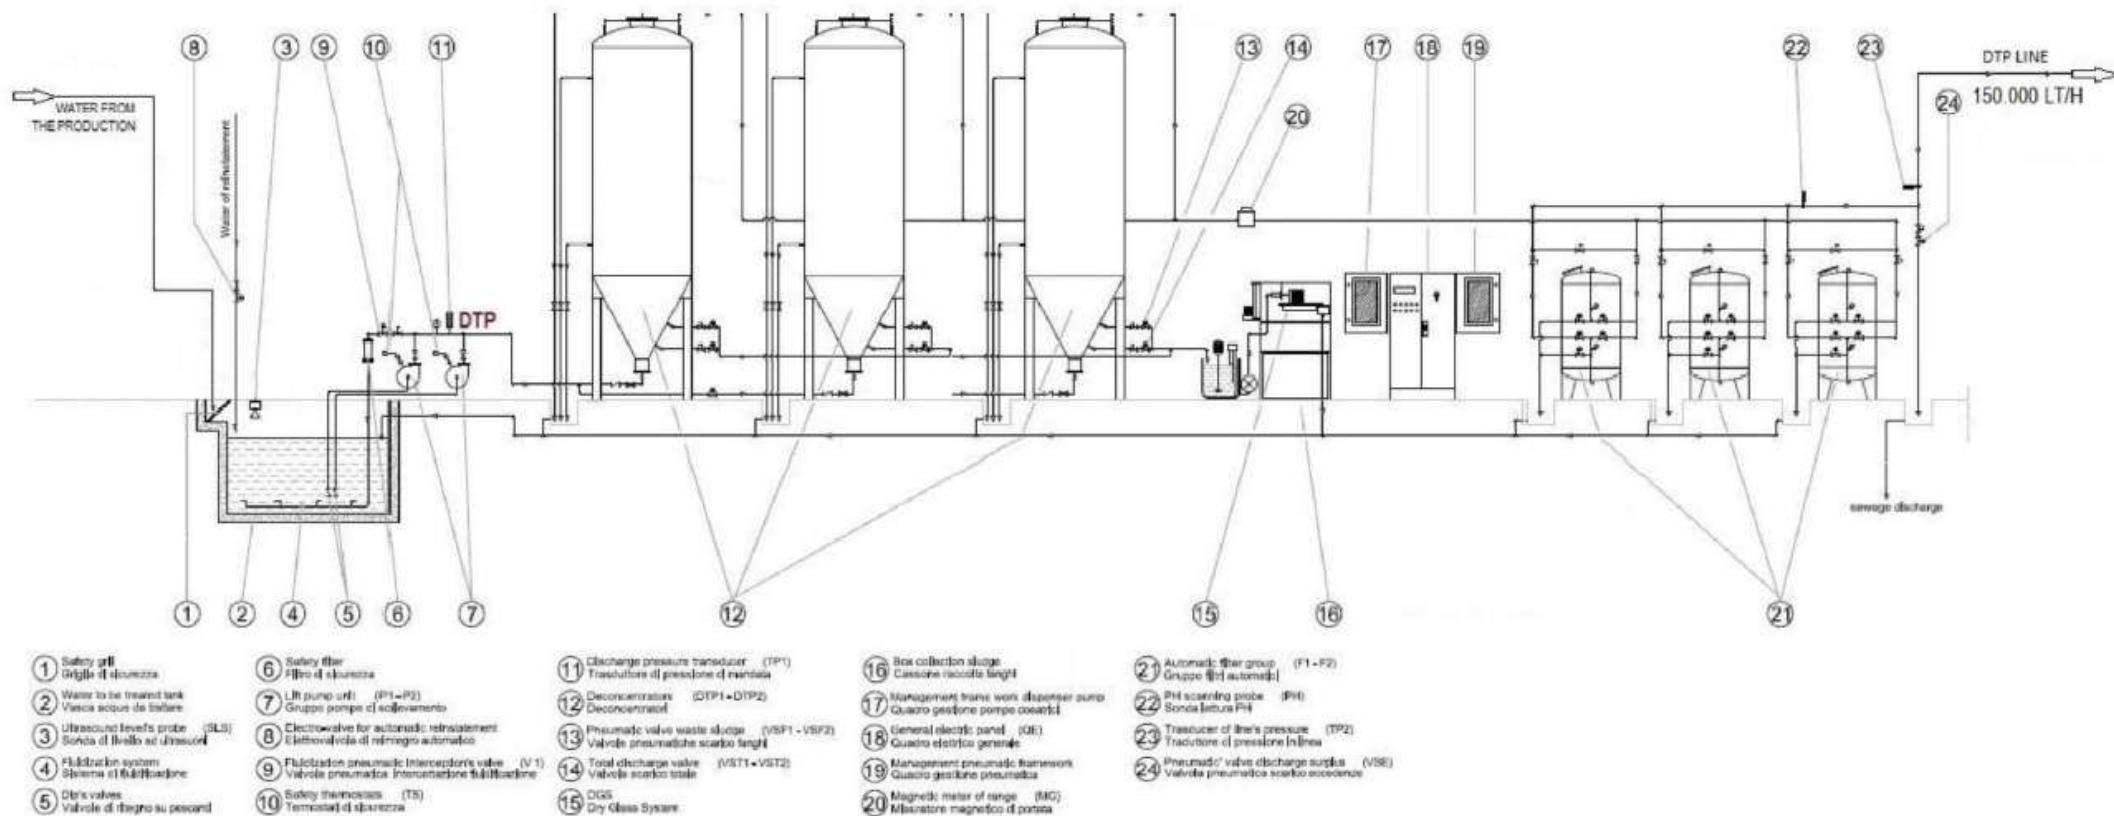 8
3
9
10
11
13
14
17
18
19
22
23
DTP LINE
150.000 LT/H
24
WATER FROM
THE PRODUCTION
20
Water of reinstatement
DTP
sewage discharge
1
2
4
5
6
7
12
15
16
21
1 Safety grill
Griglia di sicurezza
2 Water to be treated tank
Vasca acque da trattare
3 Ultrasound level's probe (SLS)
Sonda di livello ad ultrasuoni
4 Fluidization system
Sistema di fluidificazione
5 Dip's valves
Valvole di ritegno su pescanti
6 Safety filter
Filtro di sicurezza
7 Lift pump unit (P1-P2)
Gruppo pompe di sollevamento
8 Electro-valve for automatic reinstatement
Elettrovalvola di reintegro automatico
9 Fluidization pneumatic interception's valve (V1)
Valvola pneumatica intercettazione fluidificazione
10 Safety thermostats (TS)
Termostati di sicurezza
11 Discharge pressure transducer (TP1)
Trasduttore di pressione di mandata
12 Deconcentrators (DTP1-DTP2)
Deconcentratori
13 Pneumatic valve waste sludge (VSF1-VSF2)
Valvole pneumatiche scarico fanghi
14 Total discharge valve (VST1-VST2)
Valvola scarico totale
15 DGS
Dry Glass System
16 Box collection sludge
Cassone raccolta fanghi
17 Management frame work dispenser pump
Quadro gestione pompe dosatrici
18 General electric panel (QE)
Quadro elettrico generale
19 Management pneumatic framework
Quadro gestione pneumatica
20 Magnetic meter of range (MG)
Misuratore magnetico di portata
21 Automatic filter group (F1-F2)
Gruppo filtri automatici
22 PH scanning probe (PH)
Sonda lettura PH
23 Trasducer of line's pressure (TP2)
Traduttore di pressione in linea
24 Pneumatic' valve discharge surplus (VSE)
Valvola pneumatica scarico eccedenze